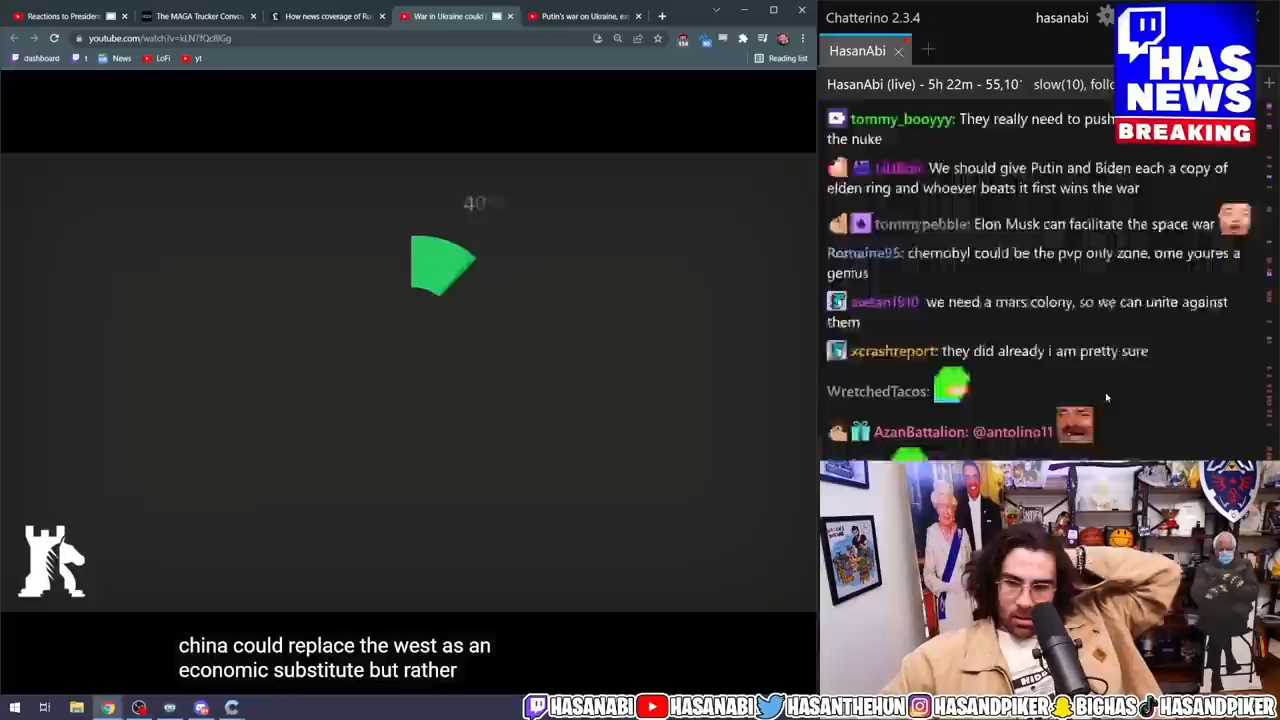 Reactions to Presiden
The MAGA Trucker Convo
How news coverage of Ru
War in Ukraine could
Putin's war on Ukraine, ex
youtube.com/watch?v=kLN7fQc8lGg
dashboard
t
News
LoFi
yt
Reading list
40%
china could replace the west as an
economic substitute but rather
Chatterino 2.3.4
hasanabi
HasanAbi
HasanAbi (live) - 5h 22m - 55,10
slow(10), follo
HAS
NEWS
BREAKING
tommy_booyyy: They really need to push
the nuke
We should give Putin and Biden each a copy of
elden ring and whoever beats it first wins the war
tommypebble: Elon Musk can facilitate the space war
chernobyl could be the pvp only zone, ome youres a
genius
we need a mars colony, so we can unite against
them
xcrashreport: they did already i am pretty sure
WretchedTacos:
AzanBattalion: @antolino11
HASANABI
HASANABI
HASANTHEHUN
HASANDPIKER
BIGHAS
HASANDPIKER